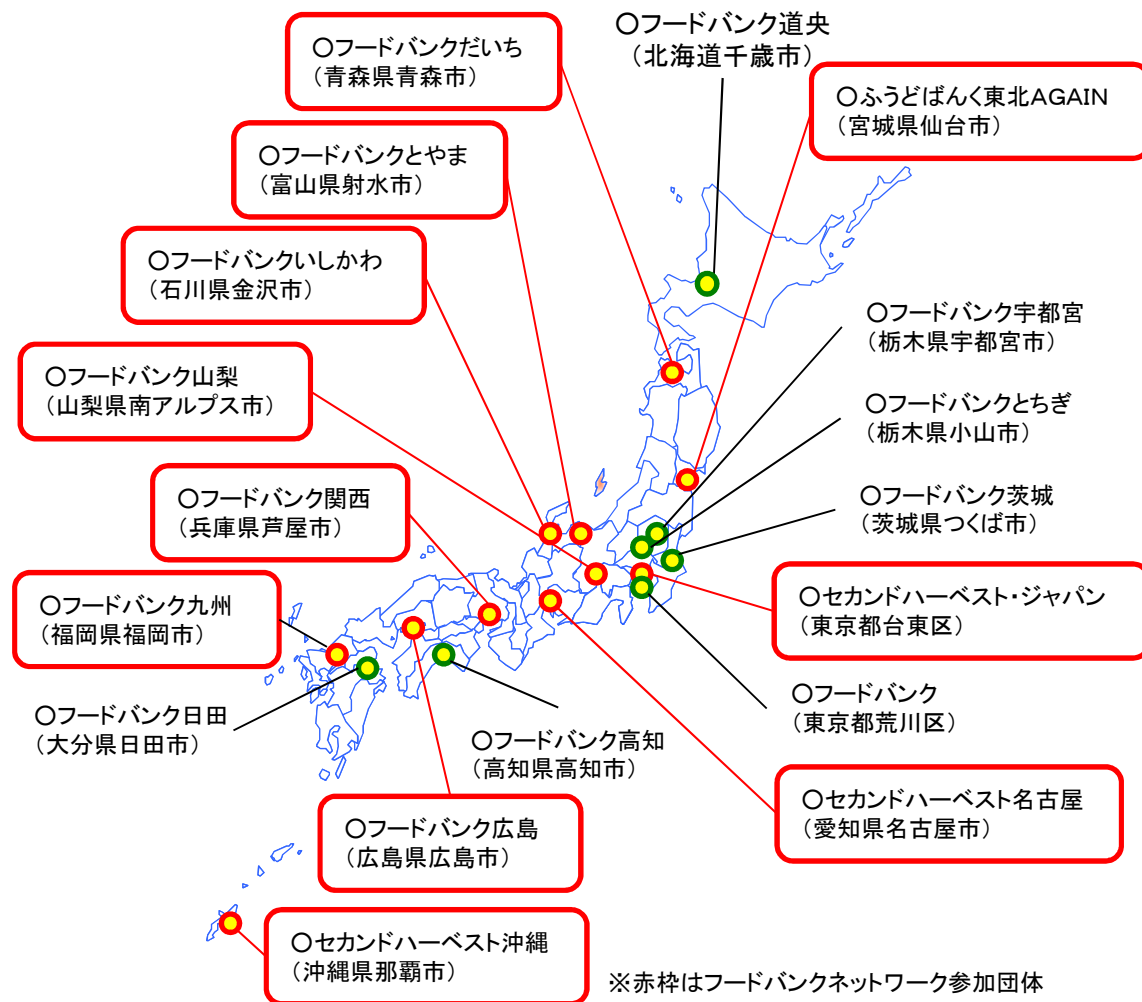 ○フードバンクだいち
（青森県青森市）
○フードバンク道央
（北海道千歳市）
○ふうどばんく東北AGAIN
（宮城県仙台市）
○フードバンクとやま
（富山県射水市）
○フードバンクいしかわ
（石川県金沢市）
○フードバンク宇都宮
（栃木県宇都宮市）
○フードバンク山梨
（山梨県南アルプス市）
○フードバンクとちぎ
（栃木県小山市）
○フードバンク関西
（兵庫県芦屋市）
○フードバンク茨城
（茨城県つくば市）
○フードバンク九州
（福岡県福岡市）
○セカンドハーベスト・ジャパン
（東京都台東区）
○フードバンク日田
（大分県日田市）
○フードバンク
（東京都荒川区）
○フードバンク高知
（高知県高知市）
○セカンドハーベスト名古屋
（愛知県名古屋市）
○フードバンク広島
（広島県広島市）
○セカンドハーベスト沖縄
（沖縄県那覇市）
※赤枠はフードバンクネットワーク参加団体